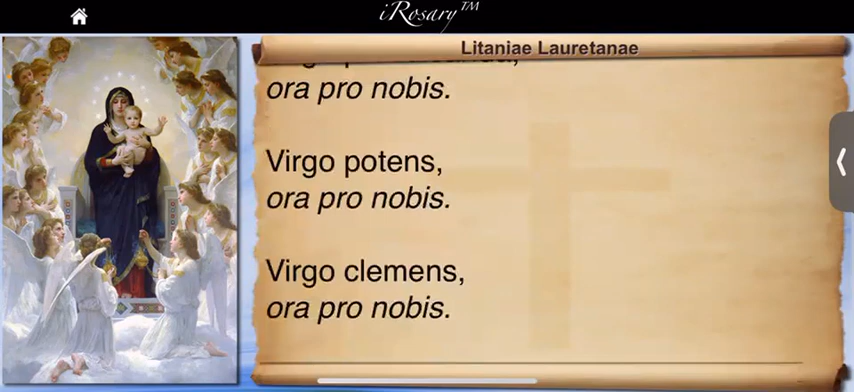 iRosary™
Litaniae Lauretanae
ora pro nobis.
Virgo potens,
ora pro nobis.
Virgo clemens,
ora pro nobis.